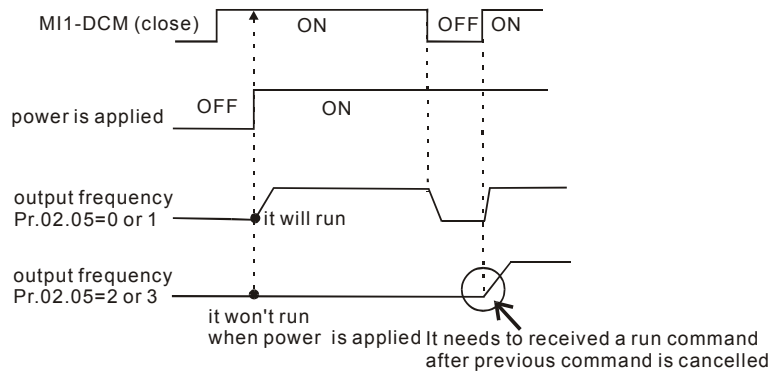 MI1-DCM (close) ON OFF ON
OFF ON
power is applied
output frequency
Pr.02.05=0 or 1 it will run
output frequency
Pr.02.05=2 or 3
it won't run
when power is applied
It needs to received a run command
after previous command is cancelled